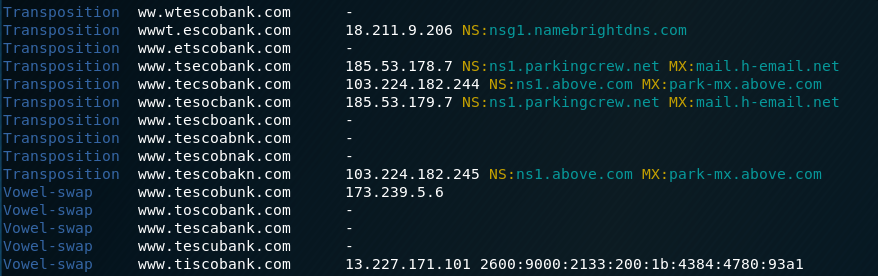 Transposition ww.wtescobank.com -
Transposition wwwt.escobank.com 18.211.9.206 NS:nsg1.namebrightdns.com
Transposition www.etscobank.com -
Transposition www.tsecobank.com 185.53.178.7 NS:ns1.parkingcrew.net MX:mail.h-email.net
Transposition www.tecsobank.com 103.224.182.244 NS:ns1.above.com MX:park-mx.above.com
Transposition www.tesocbank.com 185.53.179.7 NS:ns1.parkingcrew.net MX:mail.h-email.net
Transposition www.tescboank.com -
Transposition www.tescoabnk.com -
Transposition www.tescobnak.com -
Transposition www.tescobakn.com 103.224.182.245 NS:ns1.above.com MX:park-mx.above.com
Vowel-swap www.tescobunk.com 173.239.5.6
Vowel-swap www.toscobank.com -
Vowel-swap www.tescabank.com -
Vowel-swap www.tescubank.com -
Vowel-swap www.tiscobank.com 13.227.171.101 2600:9000:2133:200:1b:4384:4780:93a1